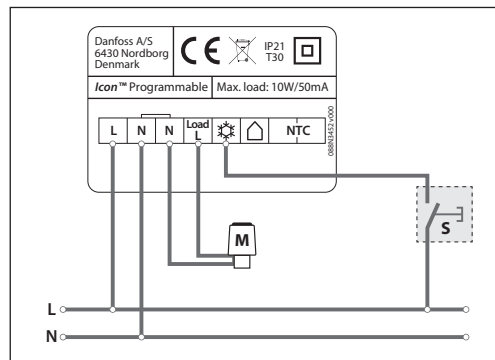 Danfoss A/S
6430 Nordborg
Denmark
CE
IP21
T30
Icon™ Programmable
Max. load: 10W/50mA
L N N Load L NTC
088N3452 v000
M
S
L
N